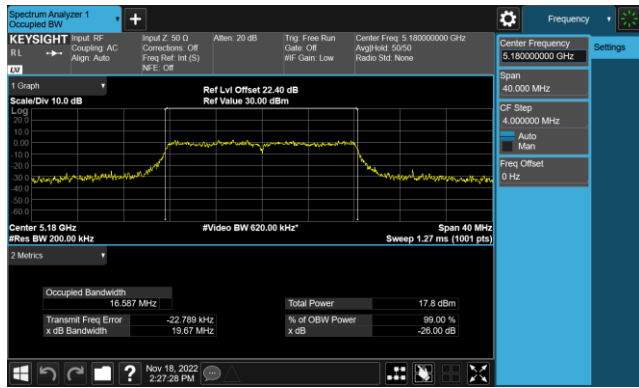 Spectrum Analyzer 1
Occupied BW
Frequency
KEYSIGHT
RL
LXI
Input: RF
Coupling: AC
Align: Auto
Input Z: 50 Ω
Corrections: Off
Freq Ref: Int (S)
NFE: Off
Atten: 20 dB
Trig: Free Run
Gate: Off
#IF Gain: Low
Center Freq: 5.180000000 GHz
Avg|Hold: 50/50
Radio Std: None
Center Frequency
5.180000000 GHz
Settings
Span
40.000 MHz
CF Step
4.000000 MHz
Auto
Man
Freq Offset
0 Hz
1 Graph
Scale/Div 10.0 dB
Ref Lvl Offset 22.40 dB
Ref Value 30.00 dBm
Log
20.0
10.0
0.00
-10.0
-20.0
-30.0
-40.0
-50.0
-60.0
Center 5.18 GHz
#Res BW 200.00 kHz
#Video BW 620.00 kHz*
Span 40 MHz
Sweep 1.27 ms (1001 pts)
2 Metrics
Occupied Bandwidth
16.587 MHz
Total Power 17.8 dBm
Transmit Freq Error -22.789 kHz
% of OBW Power 99.00 %
x dB Bandwidth 19.67 MHz
x dB -26.00 dB
?
Nov 18, 2022
2:27:28 PM